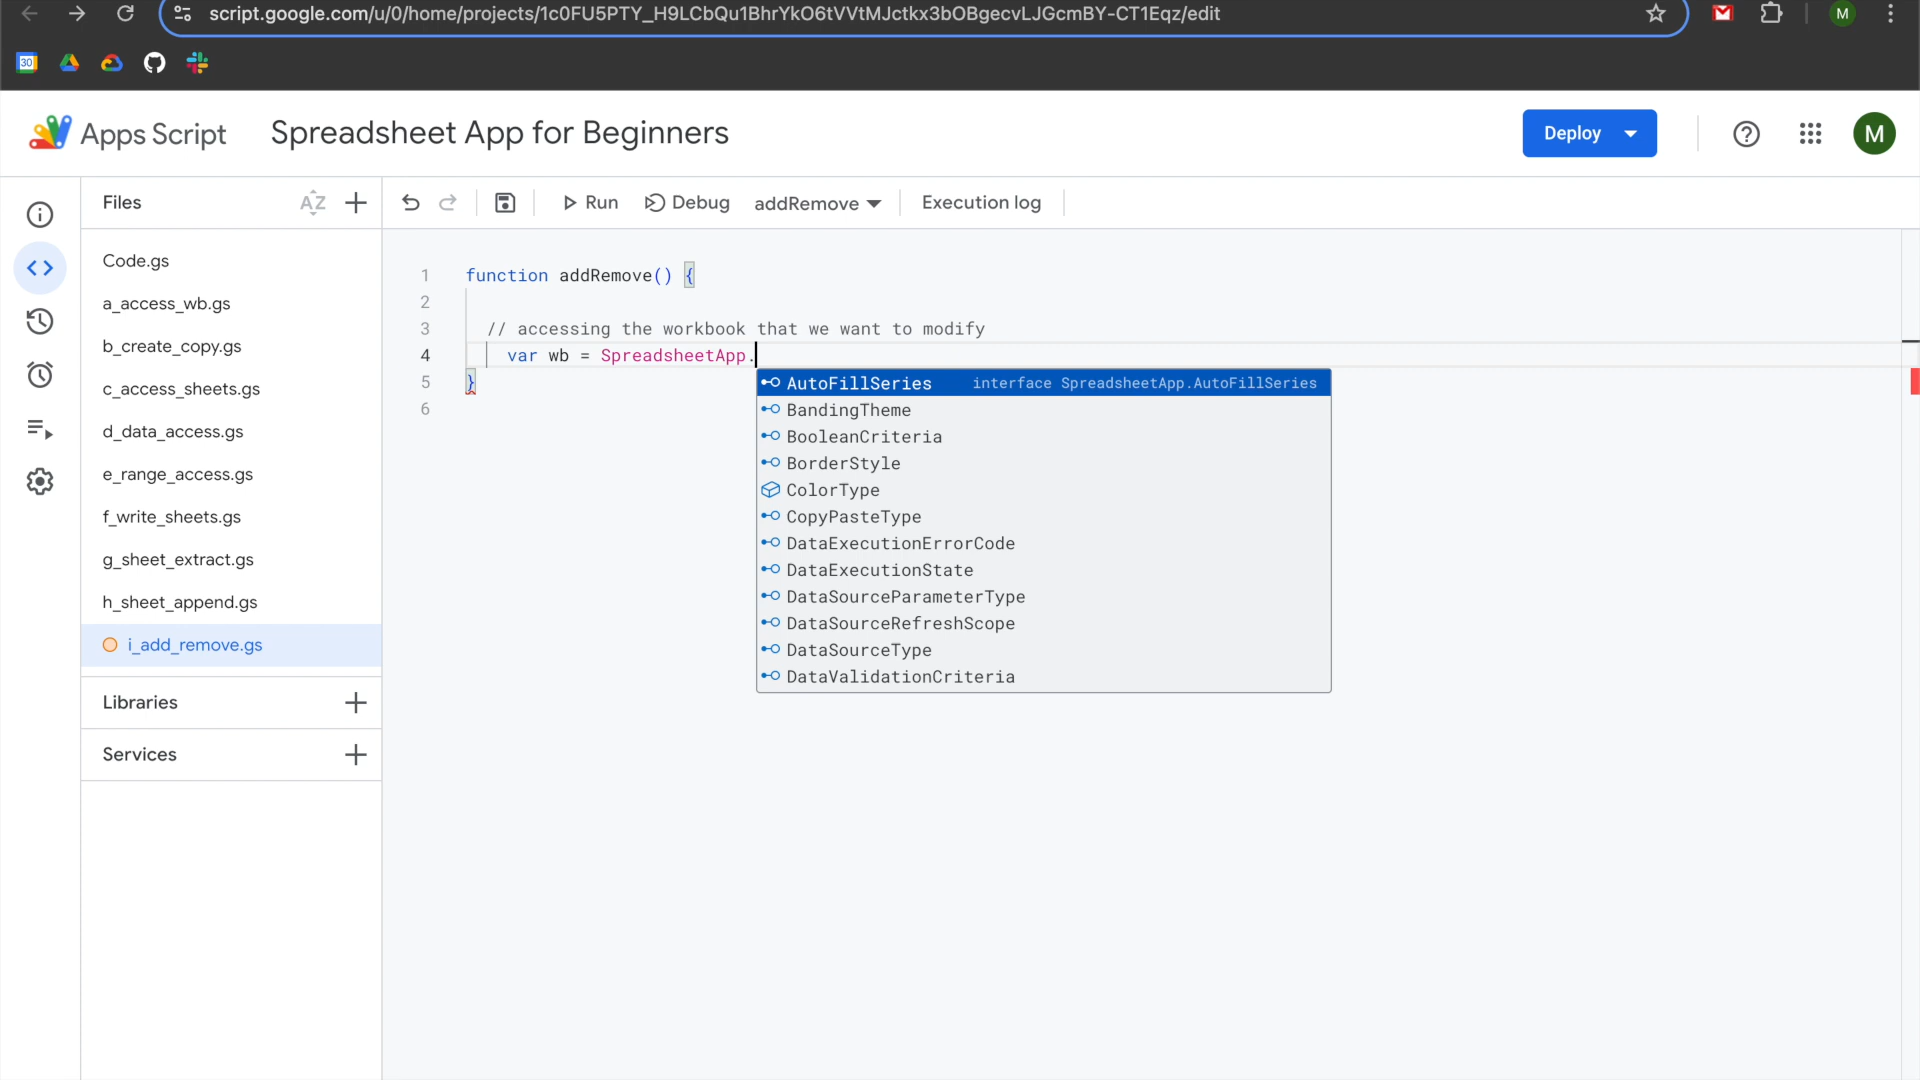 script.google.com/u/0/home/projects/1c0FU5PTY_H9LCbQu1BhrYkO6tVVtMJctkx3bOBgecvLJGcmBY-CT1Eqz/edit
M
30
Apps Script
Spreadsheet App for Beginners
Deploy
M
Files
AZ
Run
Debug
addRemove
Execution log
Code.gs
a_access_wb.gs
b_create_copy.gs
c_access_sheets.gs
d_data_access.gs
e_range_access.gs
f_write_sheets.gs
g_sheet_extract.gs
h_sheet_append.gs
i_add_remove.gs
Libraries
Services
1 function addRemove() {
2
3 // accessing the workbook that we want to modify
4 var wb = SpreadsheetApp.
5 }
6
AutoFillSeries interface SpreadsheetApp.AutoFillSeries
BandingTheme
BooleanCriteria
BorderStyle
ColorType
CopyPasteType
DataExecutionErrorCode
DataExecutionState
DataSourceParameterType
DataSourceRefreshScope
DataSourceType
DataValidationCriteria